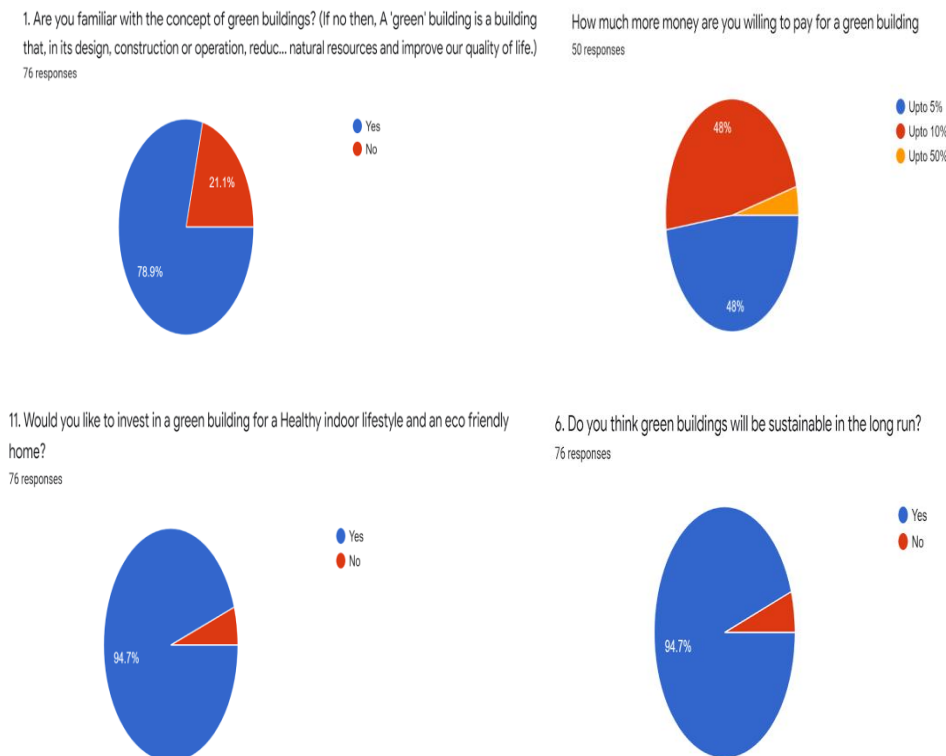 1. Are you familiar with the concept of green buildings? (If no then, A 'green' building is a building
that, in its design, construction or operation, reduc... natural resources and improve our quality of life.)
76 responses
Yes
No
21.1%
78.9%
How much more money are you willing to pay for a green building
50 responses
Upto 5%
Upto 10%
Upto 50%
48%
48%
11. Would you like to invest in a green building for a Healthy indoor lifestyle and an eco friendly
home?
76 responses
Yes
No
94.7%
6. Do you think green buildings will be sustainable in the long run?
76 responses
Yes
No
94.7%